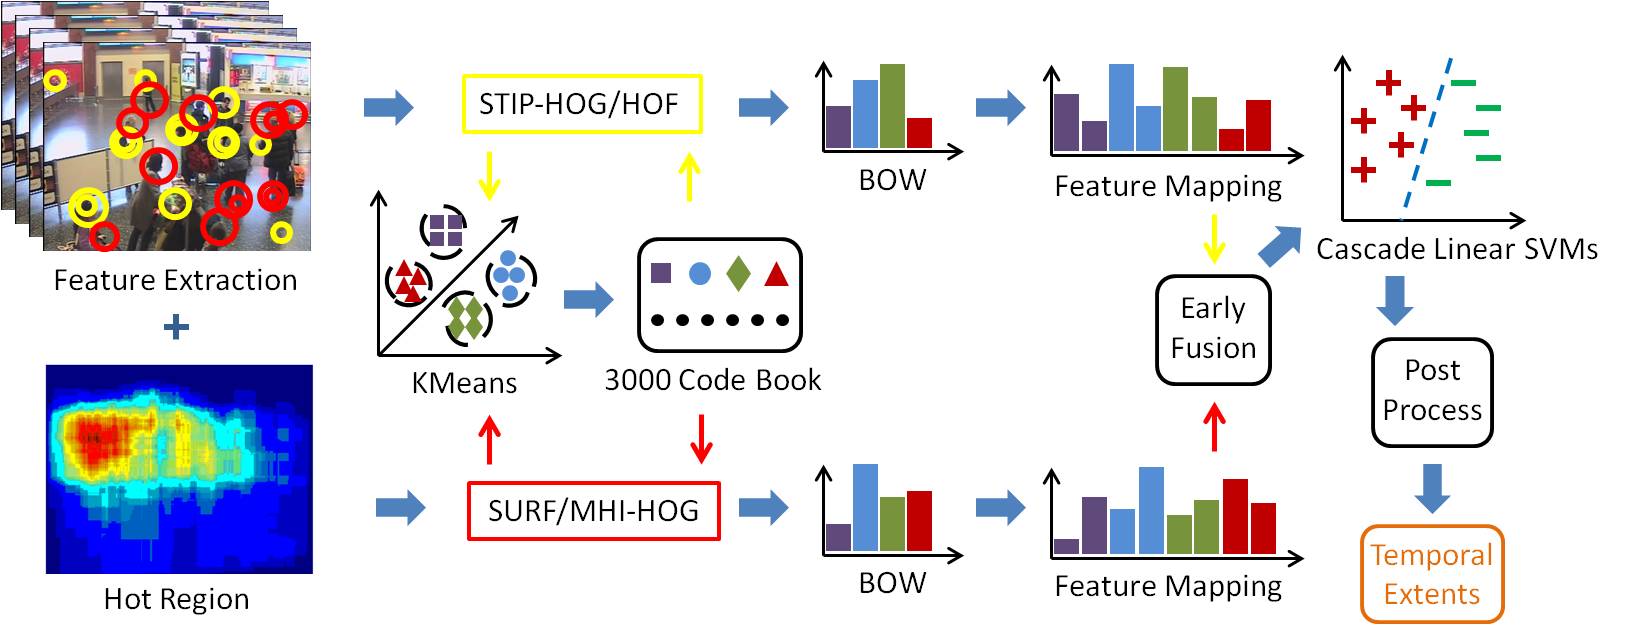 STIP-HOG/HOF
BOW
Feature Mapping
Cascade Linear SVMs
Feature Extraction
+
Hot Region
KMeans
3000 Code Book
Early
Fusion
Post
Process
SURF/MHI-HOG
BOW
Feature Mapping
Temporal
Extents